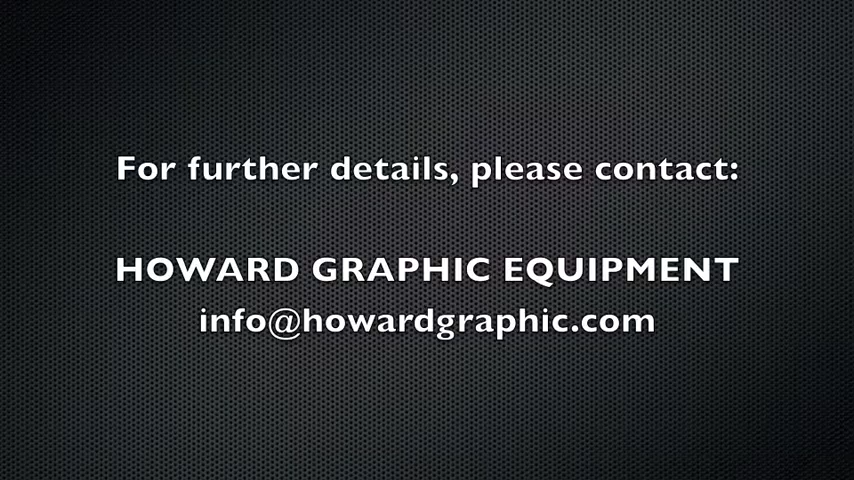 For further details, please contact:
HOWARD GRAPHIC EQUIPMENT
info@howardgraphic.com